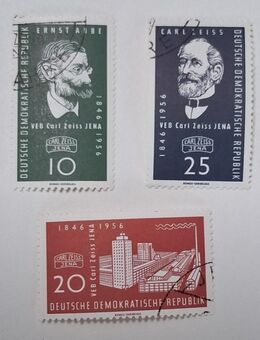 ERNST ABBE
DEUTSCHE DEMOKRATISCHE REPUBLIK
1846-1956
VEB Carl Zeiss JENA
CARL ZEISS
JENA
10
CARL ZEISS
1846-1956
DEUTSCHE DEMOKRATISCHE REPUBLIK
VEB Carl Zeiss JENA
CARL ZEISS
JENA
25
1846-1956
VEB Carl Zeiss JENA
CARL ZEISS
JENA
20
DEUTSCHE DEMOKRATISCHE REPUBLIK